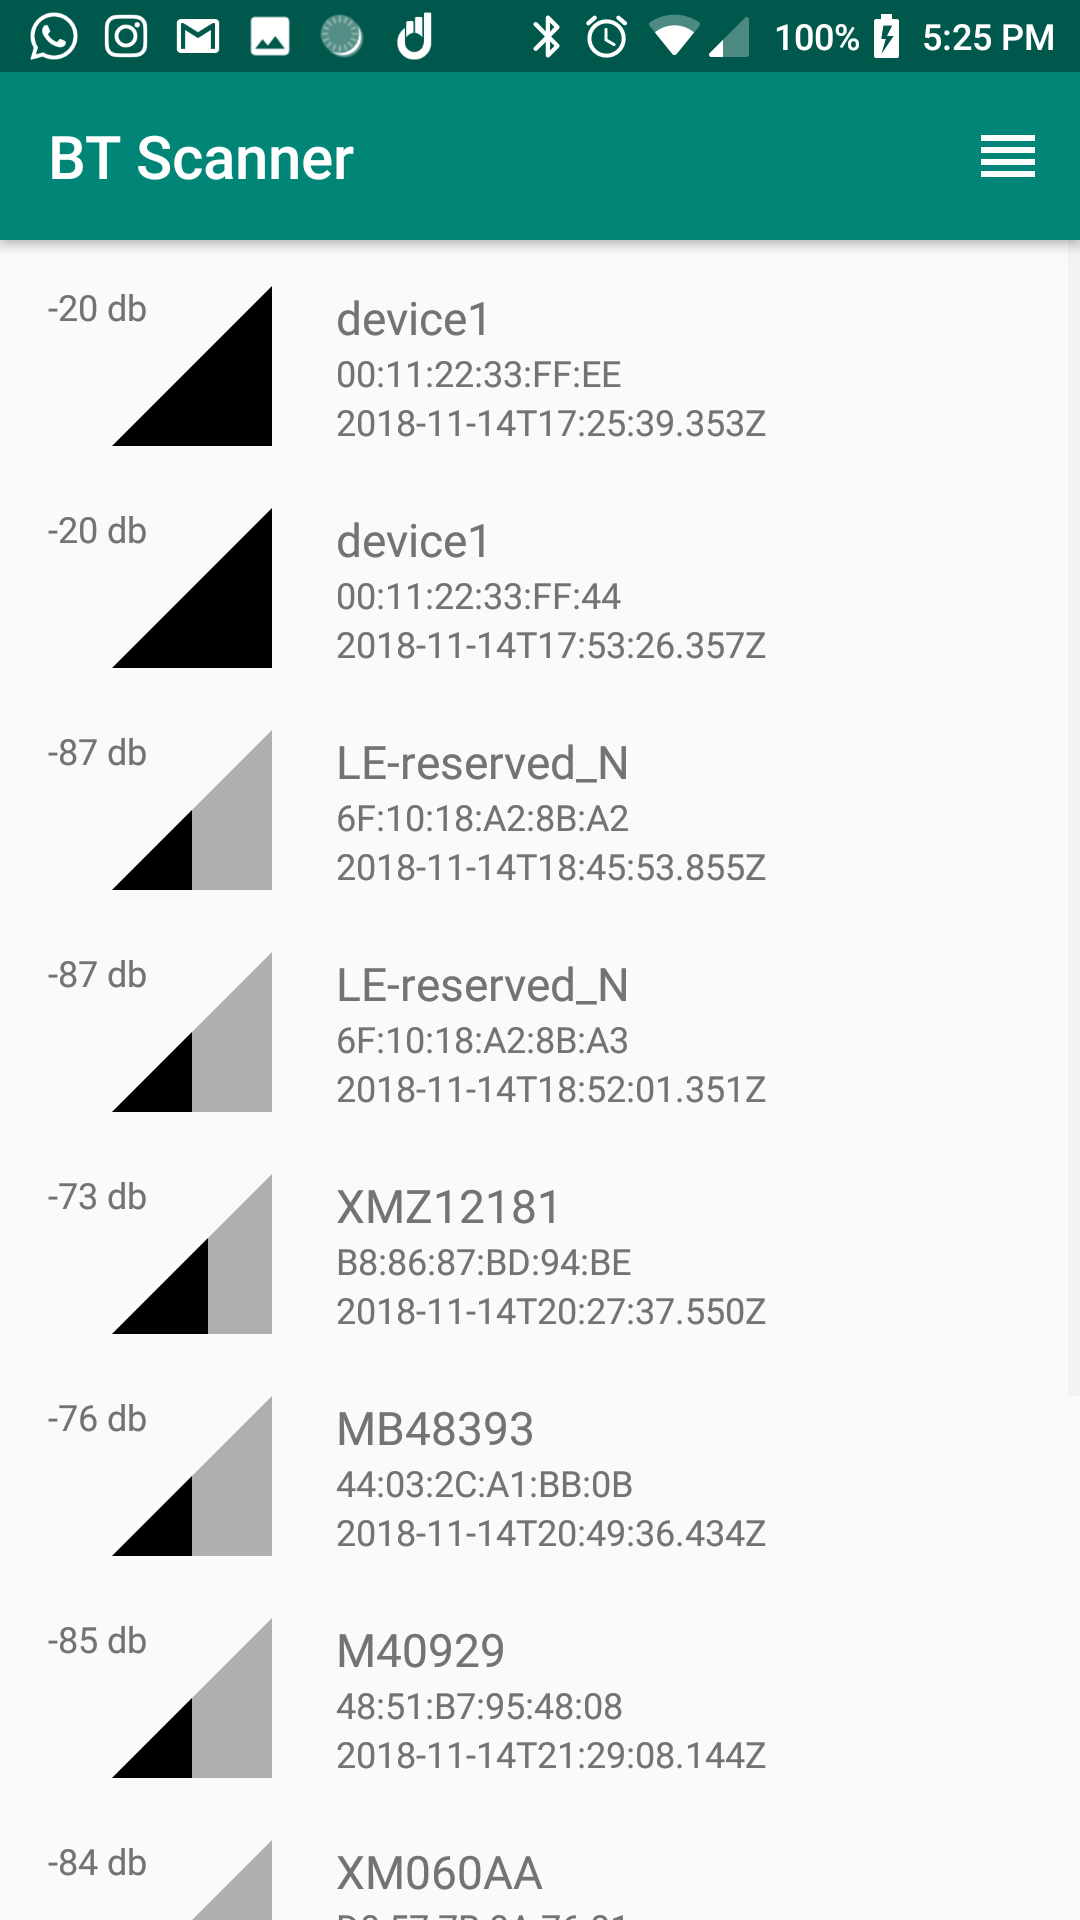 100% 5:25 PM
BT Scanner
-20 db
device1
00:11:22:33:FF:EE
2018-11-14T17:25:39.353Z
-20 db
device1
00:11:22:33:FF:44
2018-11-14T17:53:26.357Z
-87 db
LE-reserved_N
6F:10:18:A2:8B:A2
2018-11-14T18:45:53.855Z
-87 db
LE-reserved_N
6F:10:18:A2:8B:A3
2018-11-14T18:52:01.351Z
-73 db
XMZ12181
B8:86:87:BD:94:BE
2018-11-14T20:27:37.550Z
-76 db
MB48393
44:03:2C:A1:BB:0B
2018-11-14T20:49:36.434Z
-85 db
M40929
48:51:B7:95:48:08
2018-11-14T21:29:08.144Z
-84 db
XM060AA